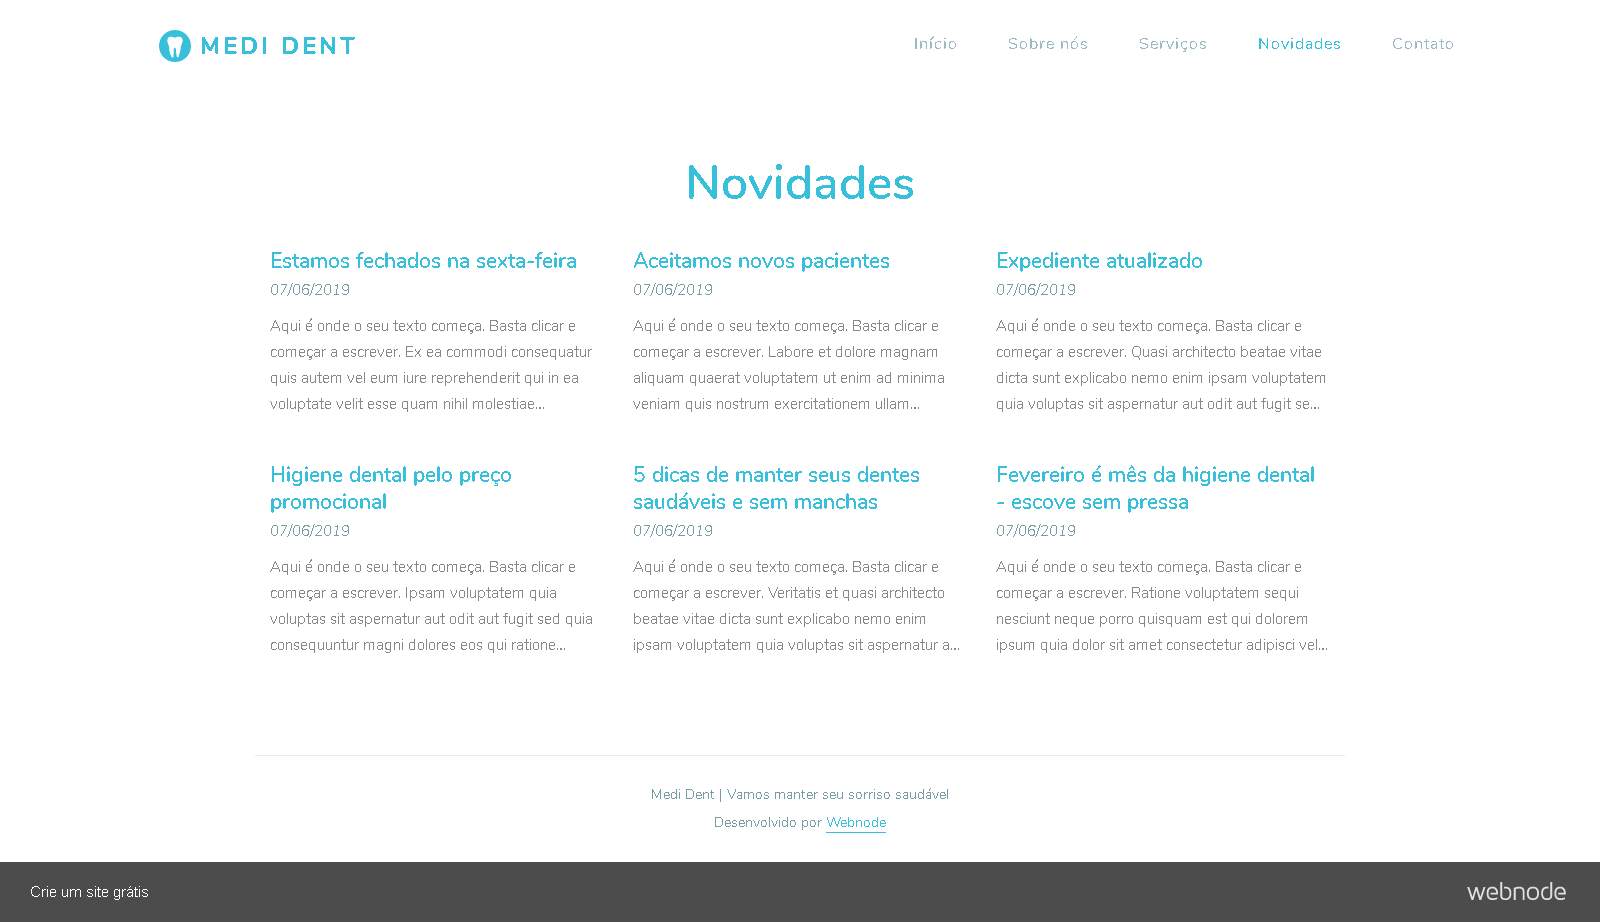 MEDI DENT
Início
Sobre nós
Serviços
Novidades
Contato
Novidades
Estamos fechados na sexta-feira
07/06/2019
Aqui é onde o seu texto começa. Basta clicar e
começar a escrever. Ex ea commodi consequatur
quis autem vel eum iure reprehenderit qui in ea
voluptate velit esse quam nihil molestiae...
Aceitamos novos pacientes
07/06/2019
Aqui é onde o seu texto começa. Basta clicar e
começar a escrever. Labore et dolore magnam
aliquam quaerat voluptatem ut enim ad minima
veniam quis nostrum exercitationem ullam...
Expediente atualizado
07/06/2019
Aqui é onde o seu texto começa. Basta clicar e
começar a escrever. Quasi architecto beatae vitae
dicta sunt explicabo nemo enim ipsam voluptatem
quia voluptas sit aspernatur aut odit aut fugit se...
Higiene dental pelo preço
promocional
07/06/2019
Aqui é onde o seu texto começa. Basta clicar e
começar a escrever. Ipsam voluptatem quia
voluptas sit aspernatur aut odit aut fugit sed quia
consequuntur magni dolores eos qui ratione...
5 dicas de manter seus dentes
saudáveis e sem manchas
07/06/2019
Aqui é onde o seu texto começa. Basta clicar e
começar a escrever. Veritatis et quasi architecto
beatae vitae dicta sunt explicabo nemo enim
ipsam voluptatem quia voluptas sit aspernatur a...
Fevereiro é mês da higiene dental
- escove sem pressa
07/06/2019
Aqui é onde o seu texto começa. Basta clicar e
começar a escrever. Ratione voluptatem sequi
nesciunt neque porro quisquam est qui dolorem
ipsum quia dolor sit amet consectetur adipisci vel...
Medi Dent | Vamos manter seu sorriso saudável
Desenvolvido por Webnode
Crie um site grátis
webnode